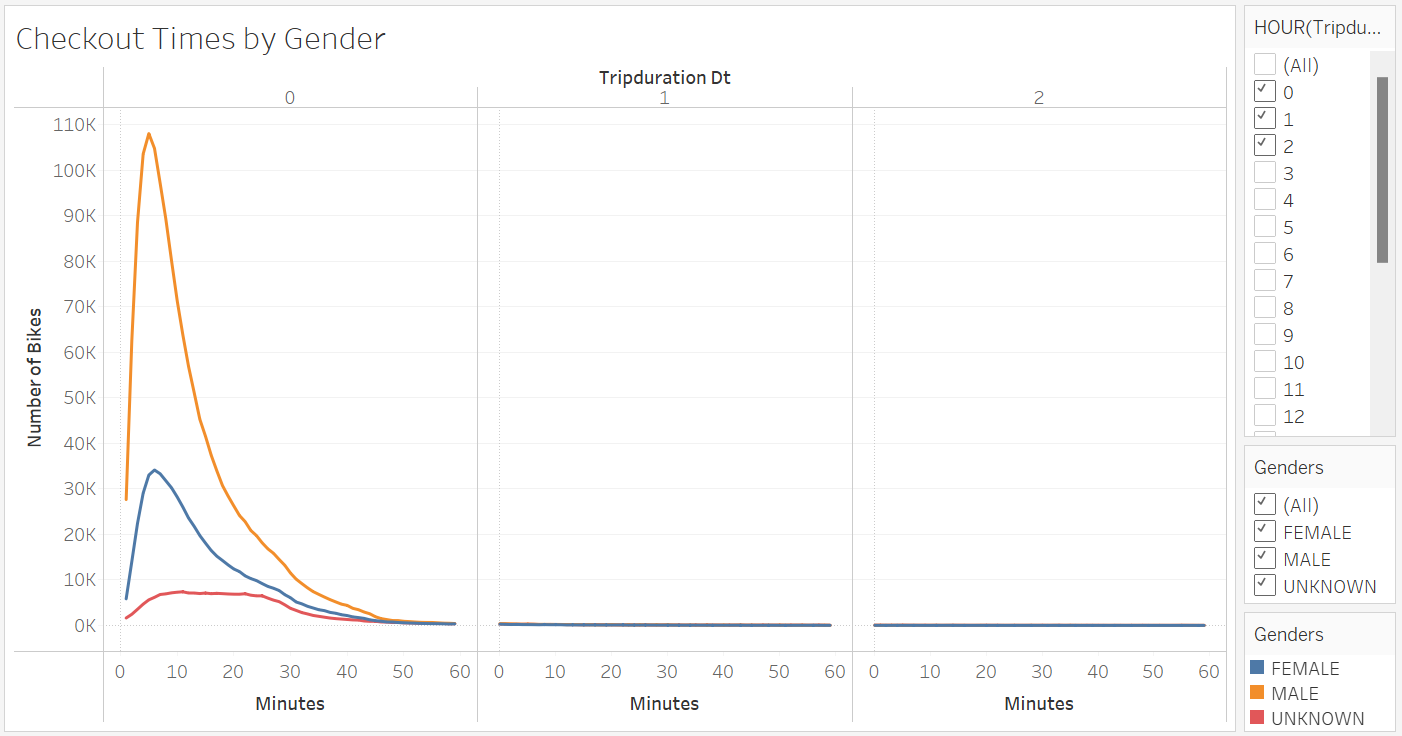 Checkout Times by Gender
Tripduration Dt
0 1 2
110K
100K
90K
80K
70K
60K
50K
40K
30K
20K
10K
0K
Number of Bikes
0 10 20 30 40 50 60 0 10 20 30 40 50 60 0 10 20 30 40 50 60
Minutes Minutes Minutes
HOUR(Tripdu...
(All)
0
1
2
3
4
5
6
7
8
9
10
11
12
Genders
(All)
FEMALE
MALE
UNKNOWN
Genders
FEMALE
MALE
UNKNOWN